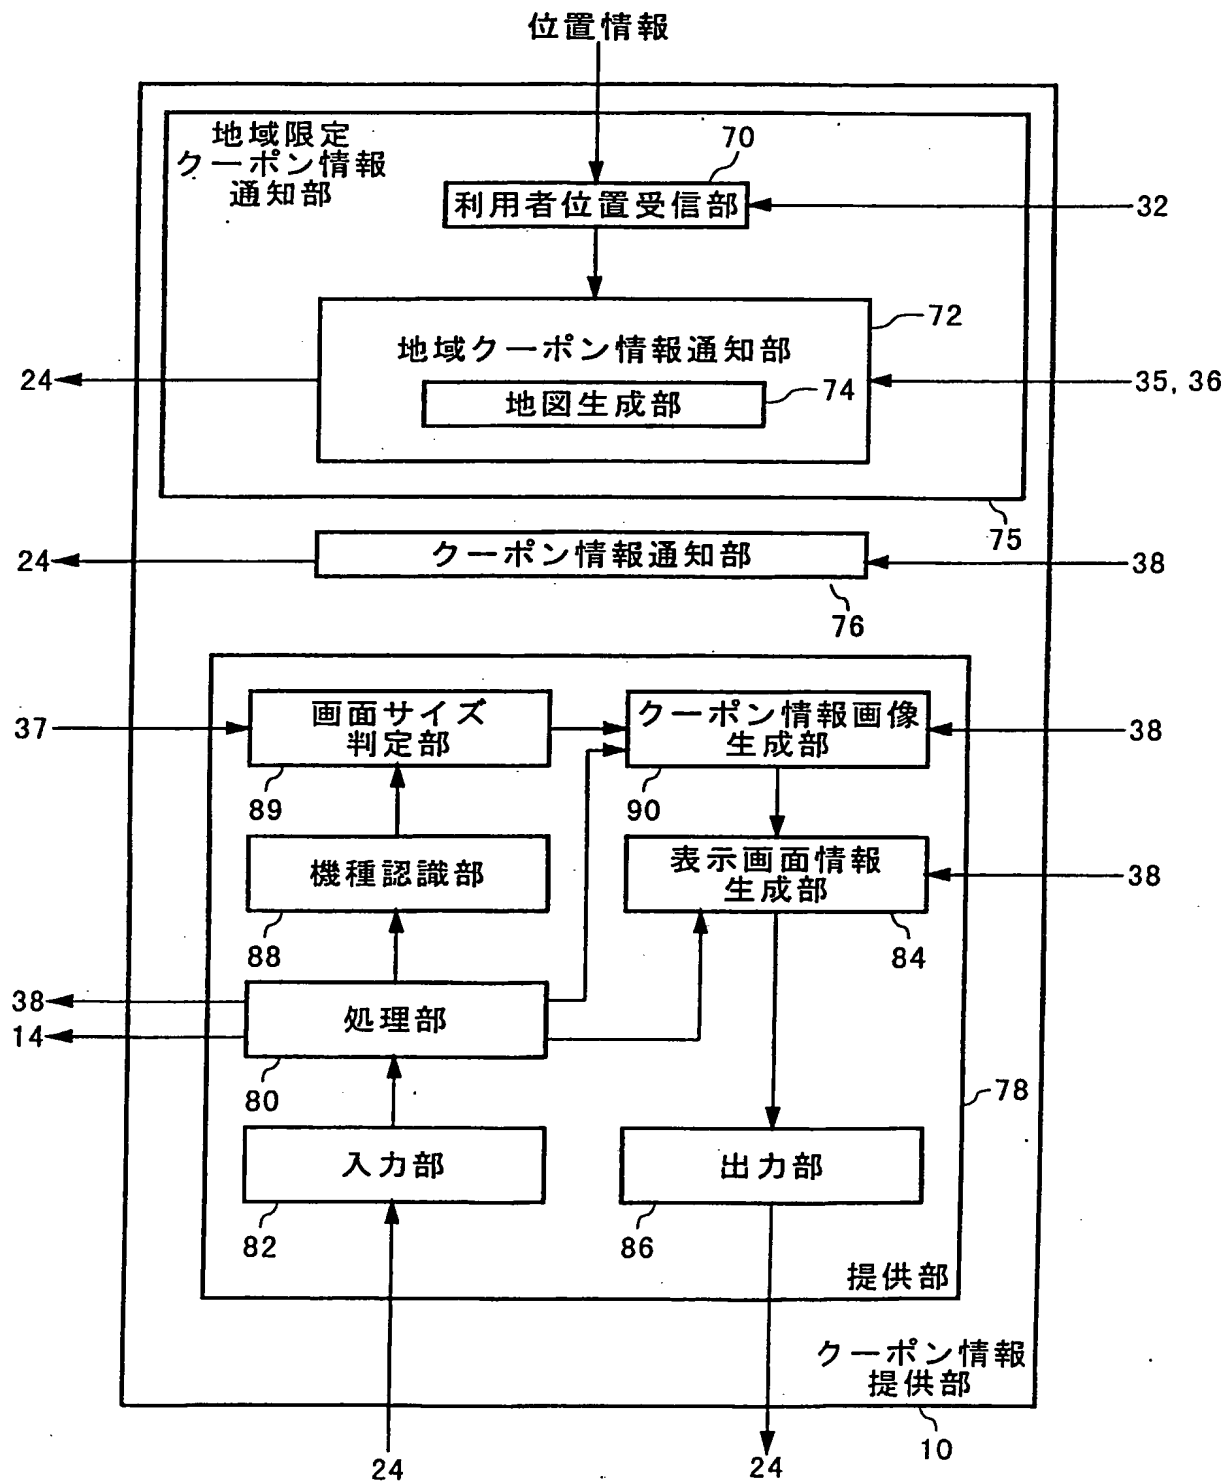 位置情報
地域限定
クーポン情報
通知部
70
利用者位置受信部
32
72
地域クーポン情報通知部
24
35, 36
地図生成部
74
75
クーポン情報通知部
24
38
76
画面サイズ
判定部
37
89
クーポン情報画像
生成部
38
90
機種認識部
88
表示画面情報
生成部
38
84
38
14
処理部
80
78
入力部
82
出力部
86
提供部
クーポン情報
提供部
10
24
24